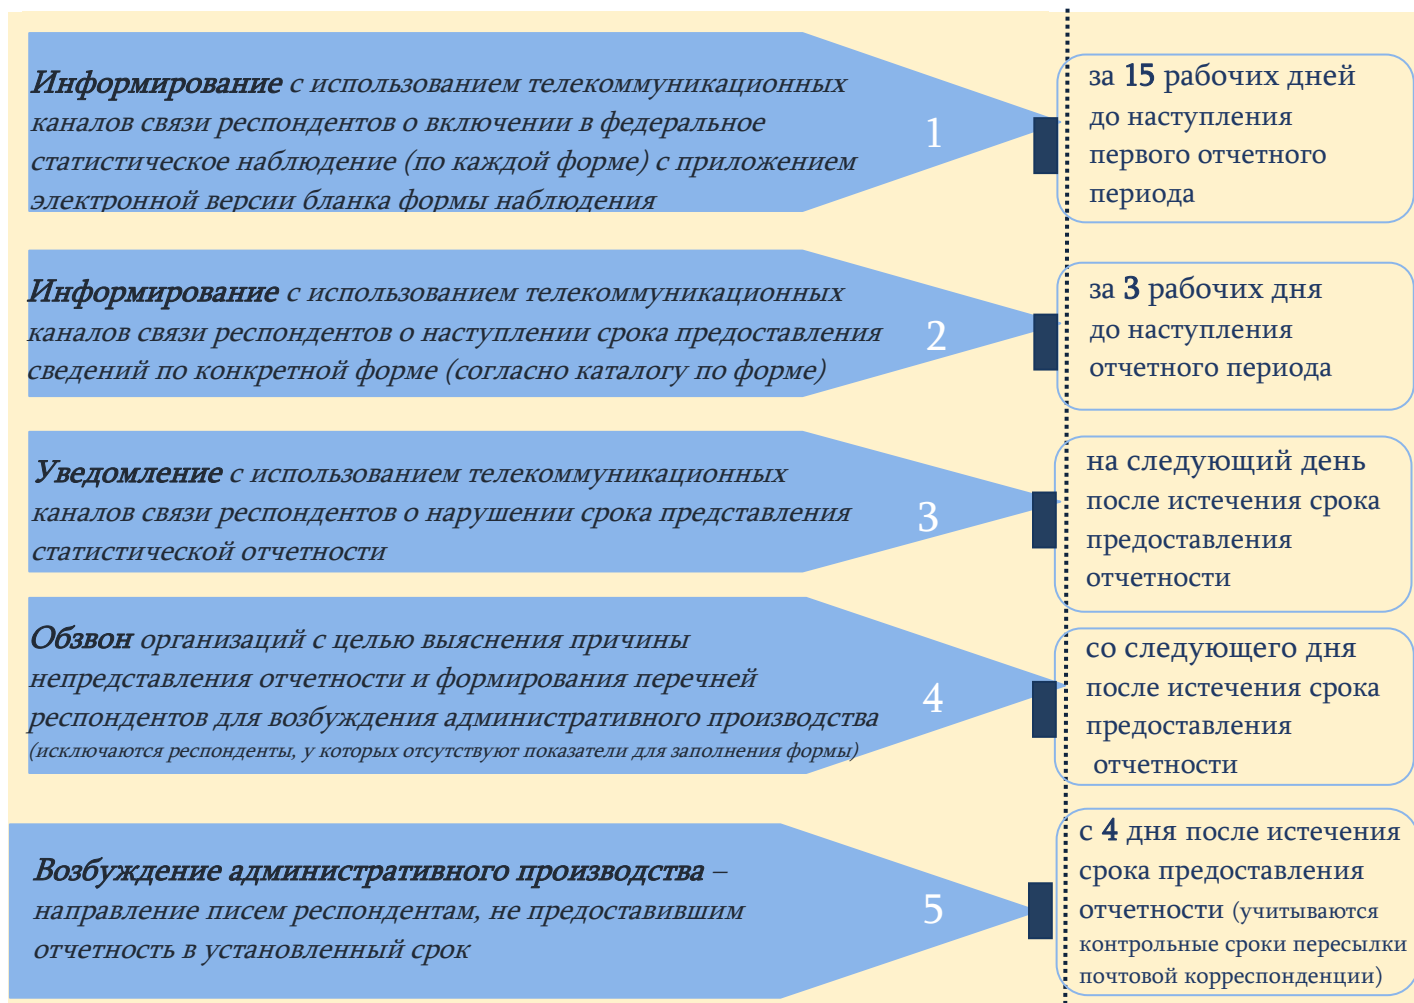 Информирование с использованием телекоммуникационных
каналов связи респондентов о включении в федеральное
статистическое наблюдение (по каждой форме) с приложением
электронной версии бланка формы наблюдения
1
за 15 рабочих дней
до наступления
первого отчетного
периода
Информирование с использованием телекоммуникационных
каналов связи респондентов о наступлении срока предоставления
сведений по конкретной форме (согласно каталогу по форме)
2
за 3 рабочих дня
до наступления
отчетного периода
Уведомление с использованием телекоммуникационных
каналов связи респондентов о нарушении срока представления
статистической отчетности
3
на следующий день
после истечения срока
предоставления
отчетности
Обзвон организаций с целью выяснения причины
непредставления отчетности и формирования перечней
респондентов для возбуждения административного производства
(исключаются респонденты, у которых отсутствуют показатели для заполнения формы)
4
со следующего дня
после истечения срока
предоставления
отчетности
Возбуждение административного производства –
направление писем респондентам, не предоставившим
отчетность в установленный срок
5
с 4 дня после истечения
срока предоставления
отчетности (учитываются
контрольные сроки пересылки
почтовой корреспонденции)